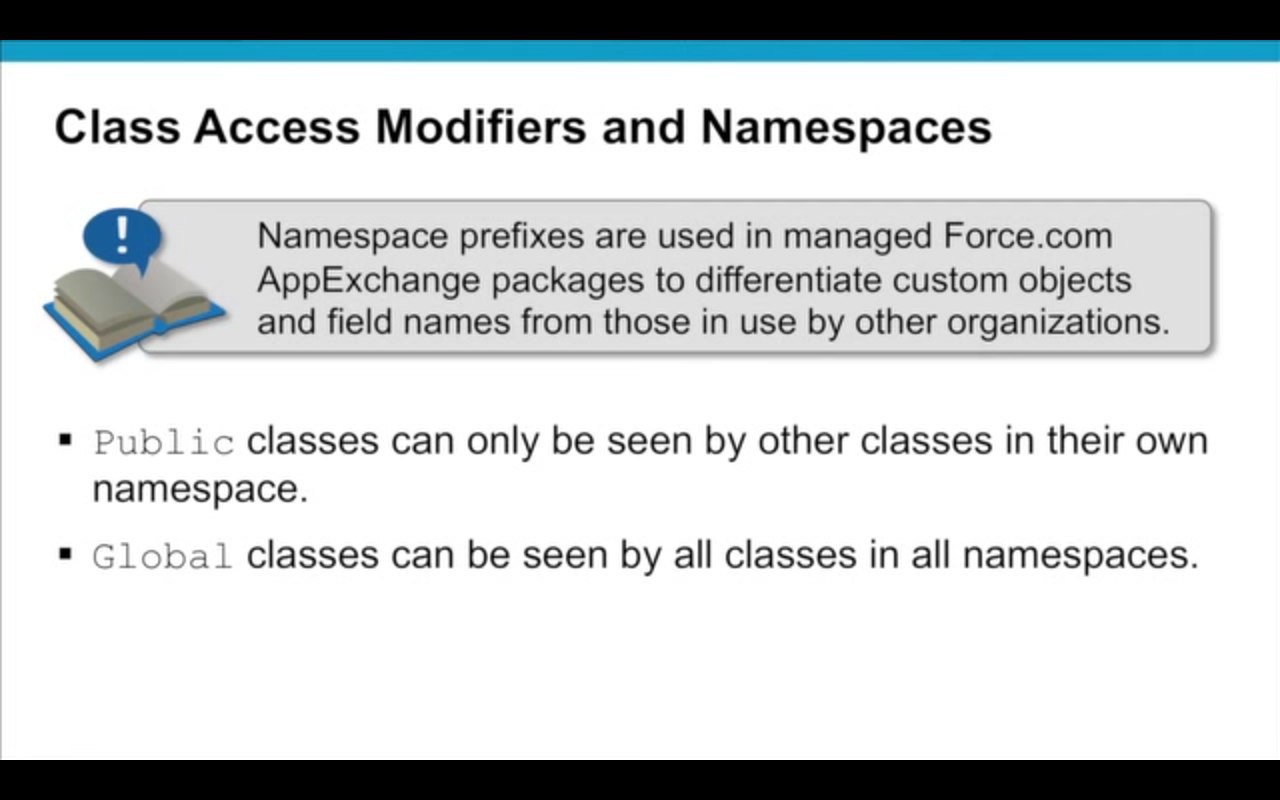 Class Access Modifiers and Namespaces
!
Namespace prefixes are used in managed Force.com
AppExchange packages to differentiate custom objects
and field names from those in use by other organizations.
▪ Public classes can only be seen by other classes in their own
namespace.
▪ Global classes can be seen by all classes in all namespaces.